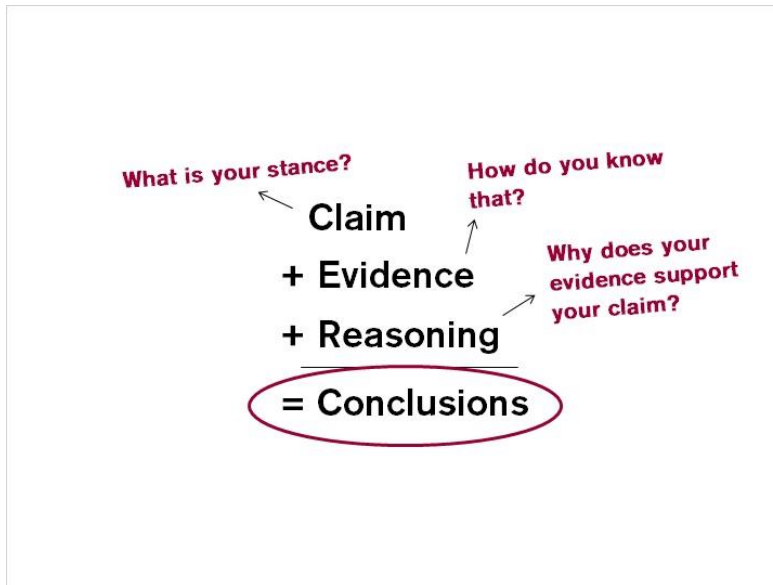 What is your stance?
How do you know
that?
Claim
+ Evidence
Why does your
evidence support
your claim?
+ Reasoning
= Conclusions